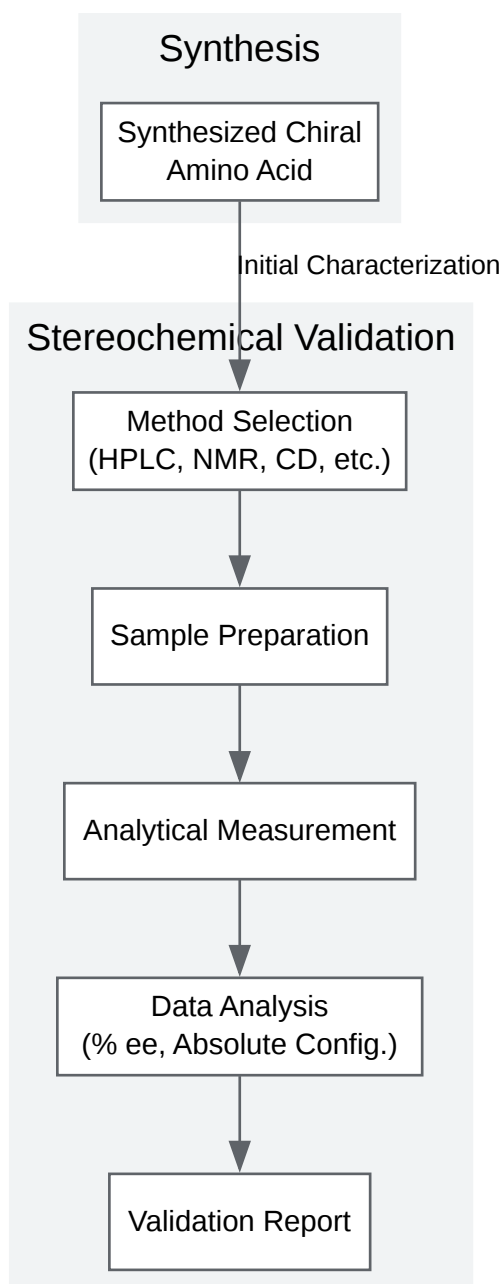 Synthesis
Synthesized Chiral
Amino Acid
Initial Characterization
Stereochemical Validation
Method Selection
(HPLC, NMR, CD, etc.)
Sample Preparation
Analytical Measurement
Data Analysis
(% ee, Absolute Config.)
Validation Report